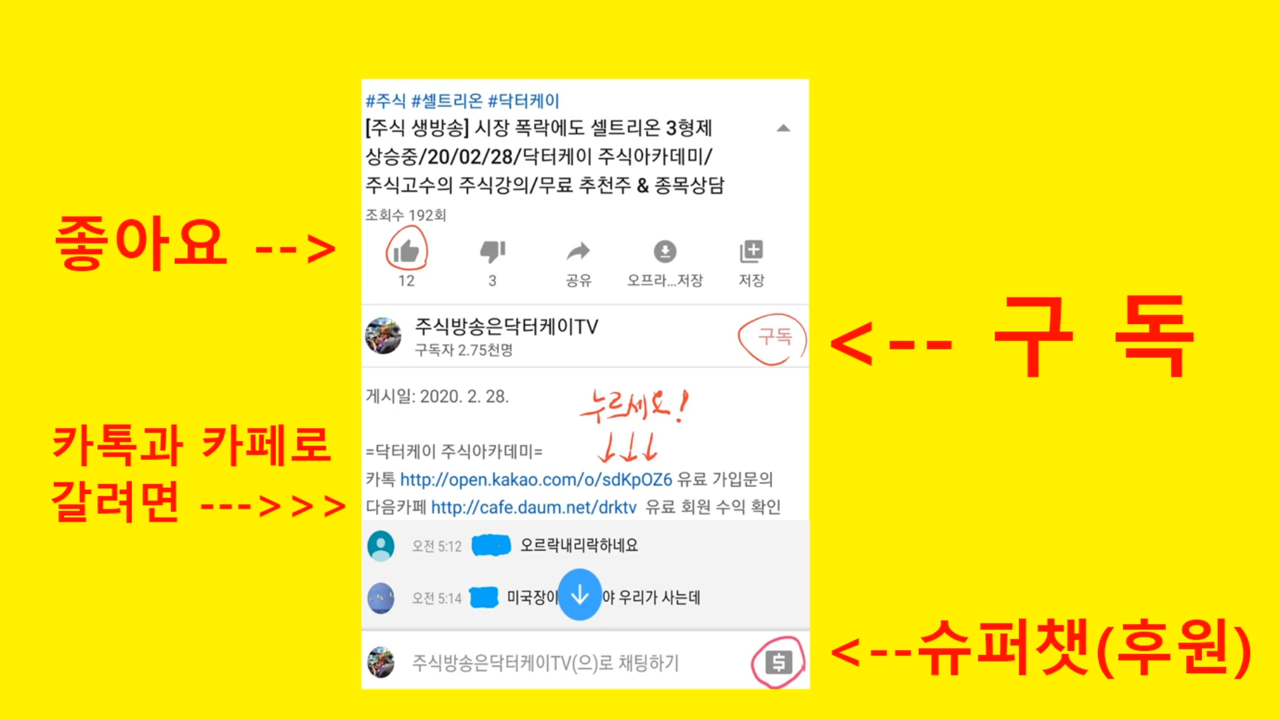 #주식 #셀트리온 #닥터케이
[주식 생방송] 시장 폭락에도 셀트리온 3형제
상승중/20/02/28/닥터케이 주식아카데미/
주식고수의 주식강의/무료 추천주 & 종목상담
조회수 192회
좋아요 -->
12
3
공유
오프라...저장
저장
주식방송은닥터케이TV
구독자 2.75천명
구독
<-- 구 독
게시일: 2020. 2. 28.
누르세요!
↓↓↓
카톡과 카페로
갈려면 --->>>
=닥터케이 주식아카데미=
카톡 http://open.kakao.com/o/sdKpOZ6 유료 가입문의
다음카페 http://cafe.daum.net/drktv 유료 회원 수익 확인
오전 5:12 오르락내리락하네요
오전 5:14 미국장이 야 우리가 사는데
주식방송은닥터케이TV(으)로 채팅하기
$
<--슈퍼챗(후원)